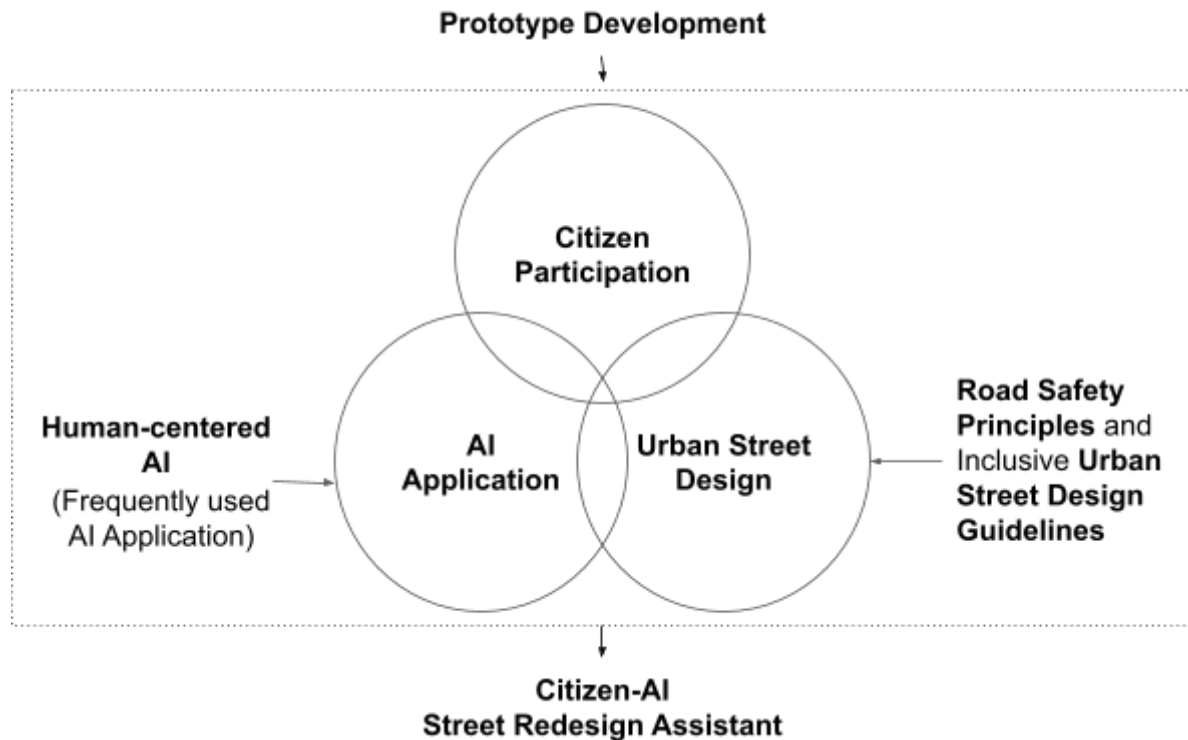 Prototype Development
Citizen
Participation
Human-centered
AI
(Frequently used
AI Application)
AI
Application
Urban Street
Design
Road Safety
Principles and
Inclusive Urban
Street Design
Guidelines
Citizen-AI
Street Redesign Assistant